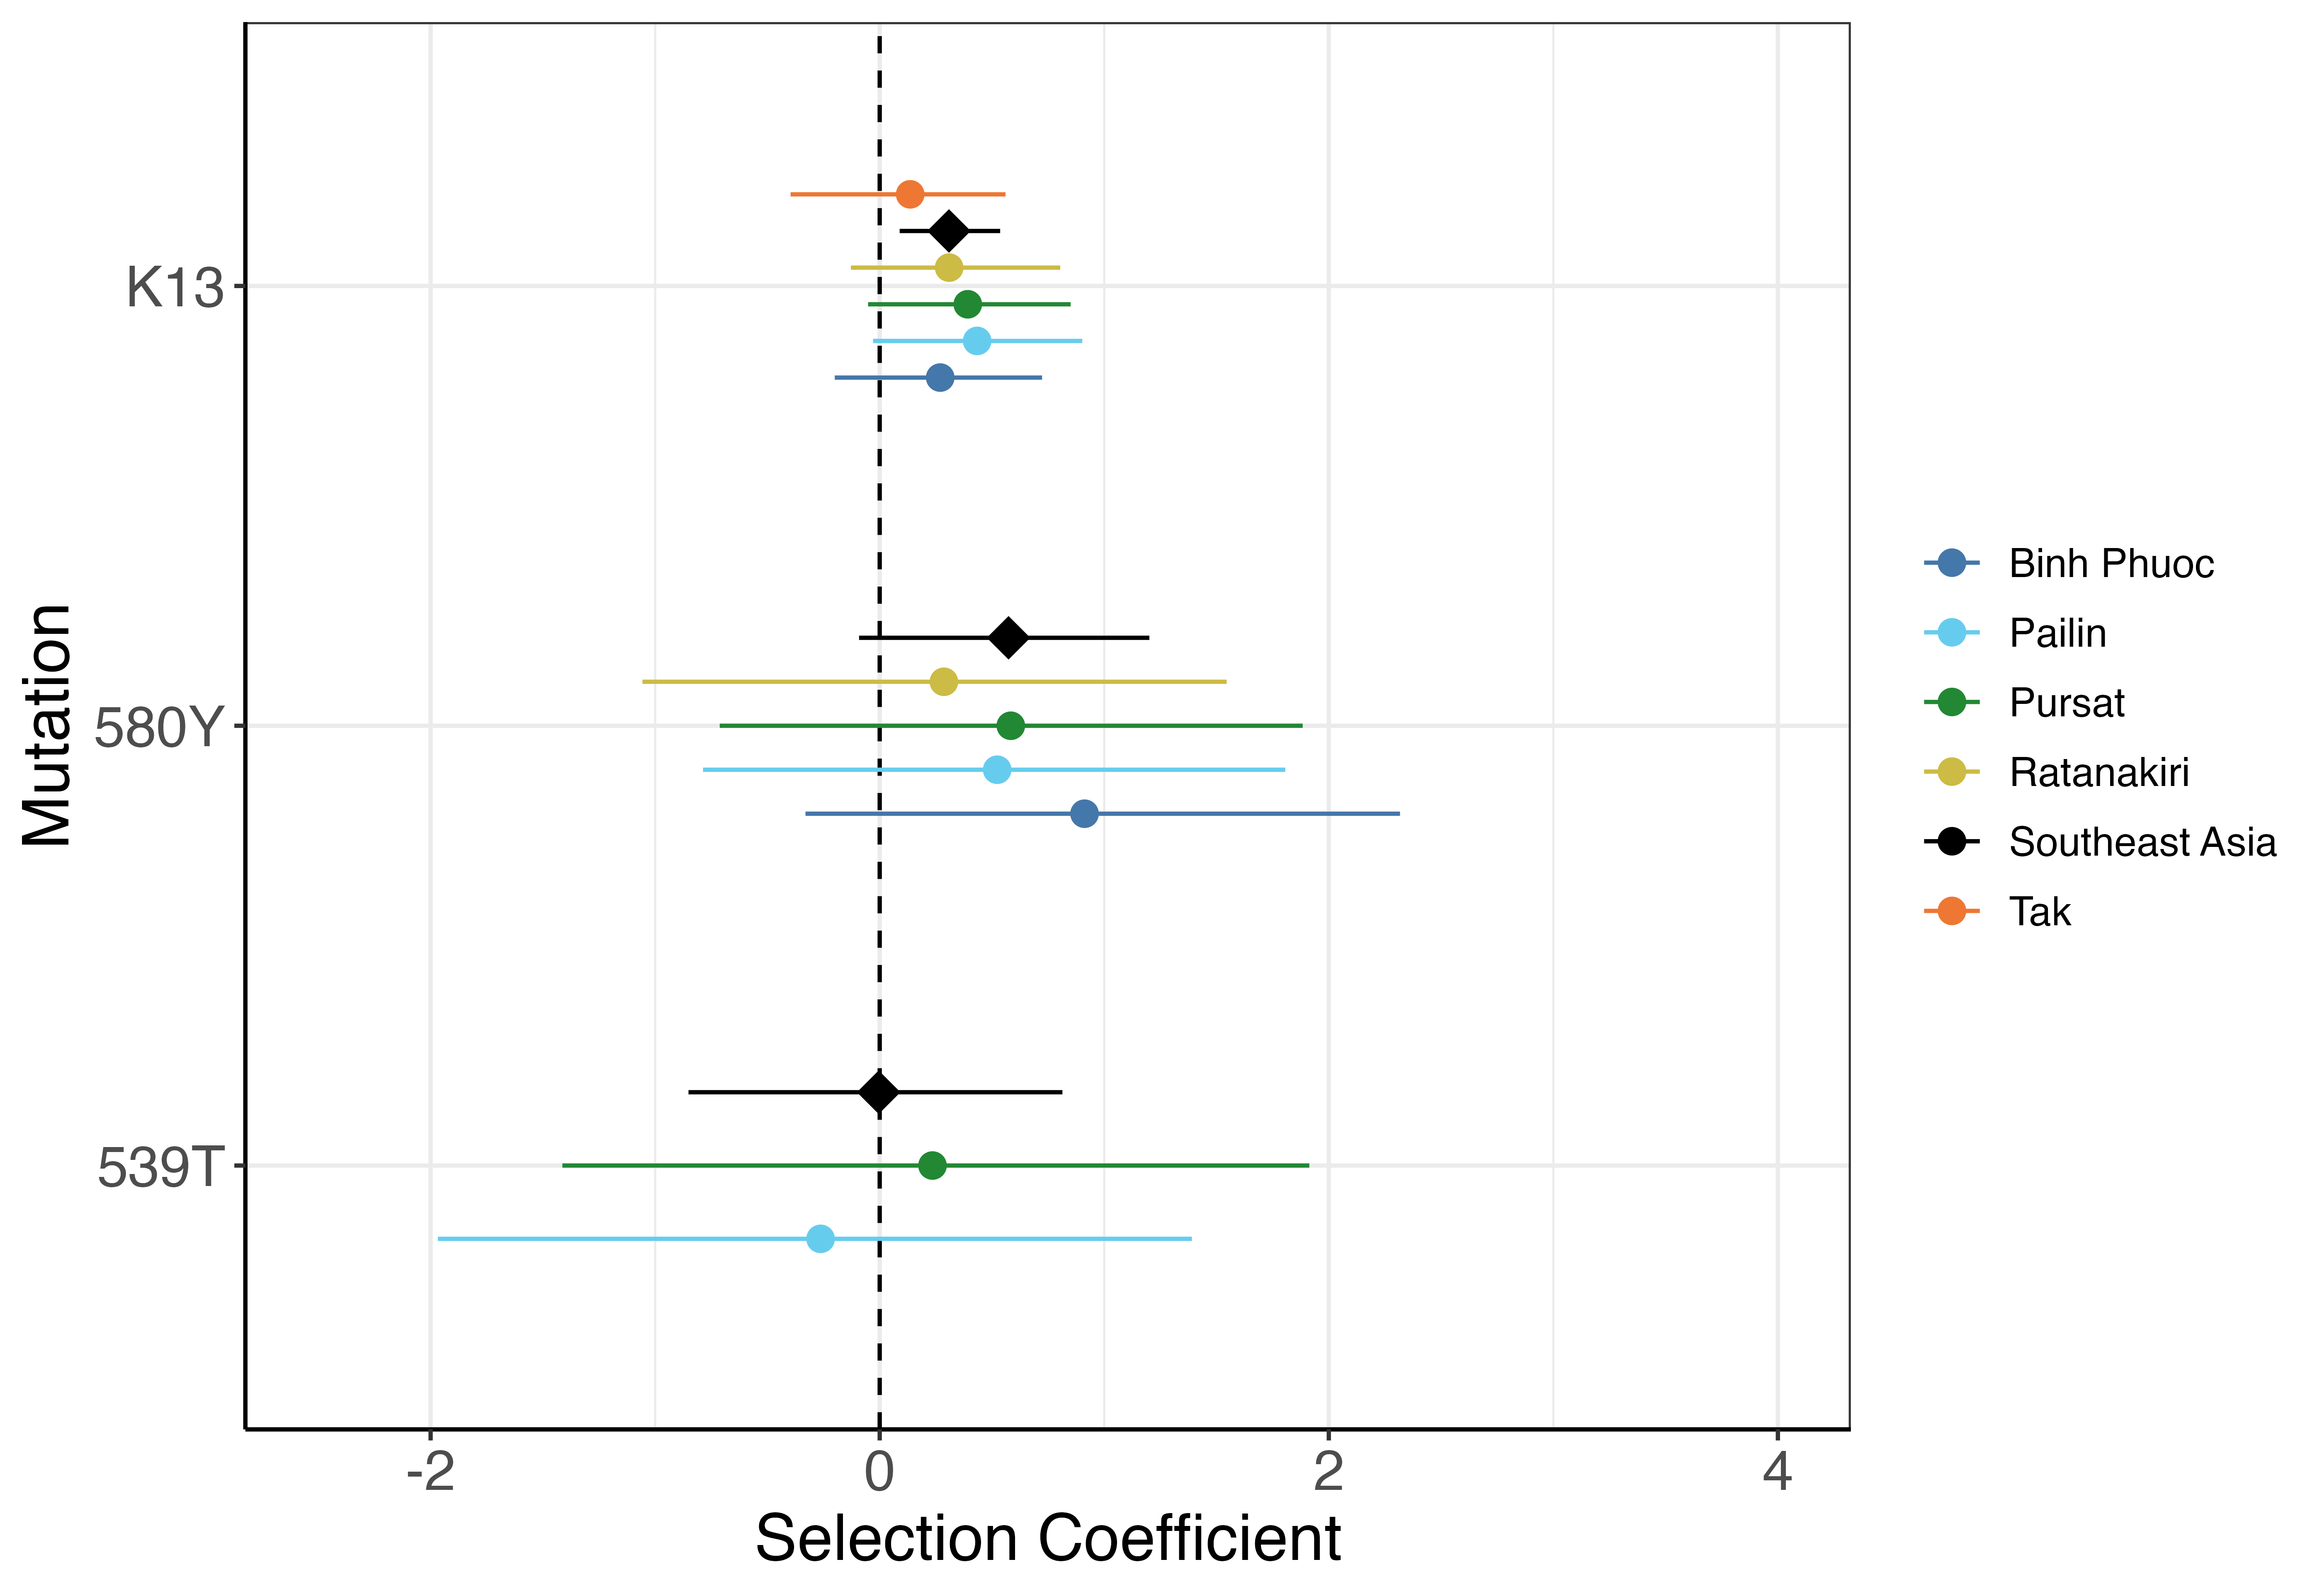 Mutation
K13
580Y
539T
-2
0
2
4
Selection Coefficient
Binh Phuoc
Pailin
Pursat
Ratanakiri
Southeast Asia
Tak